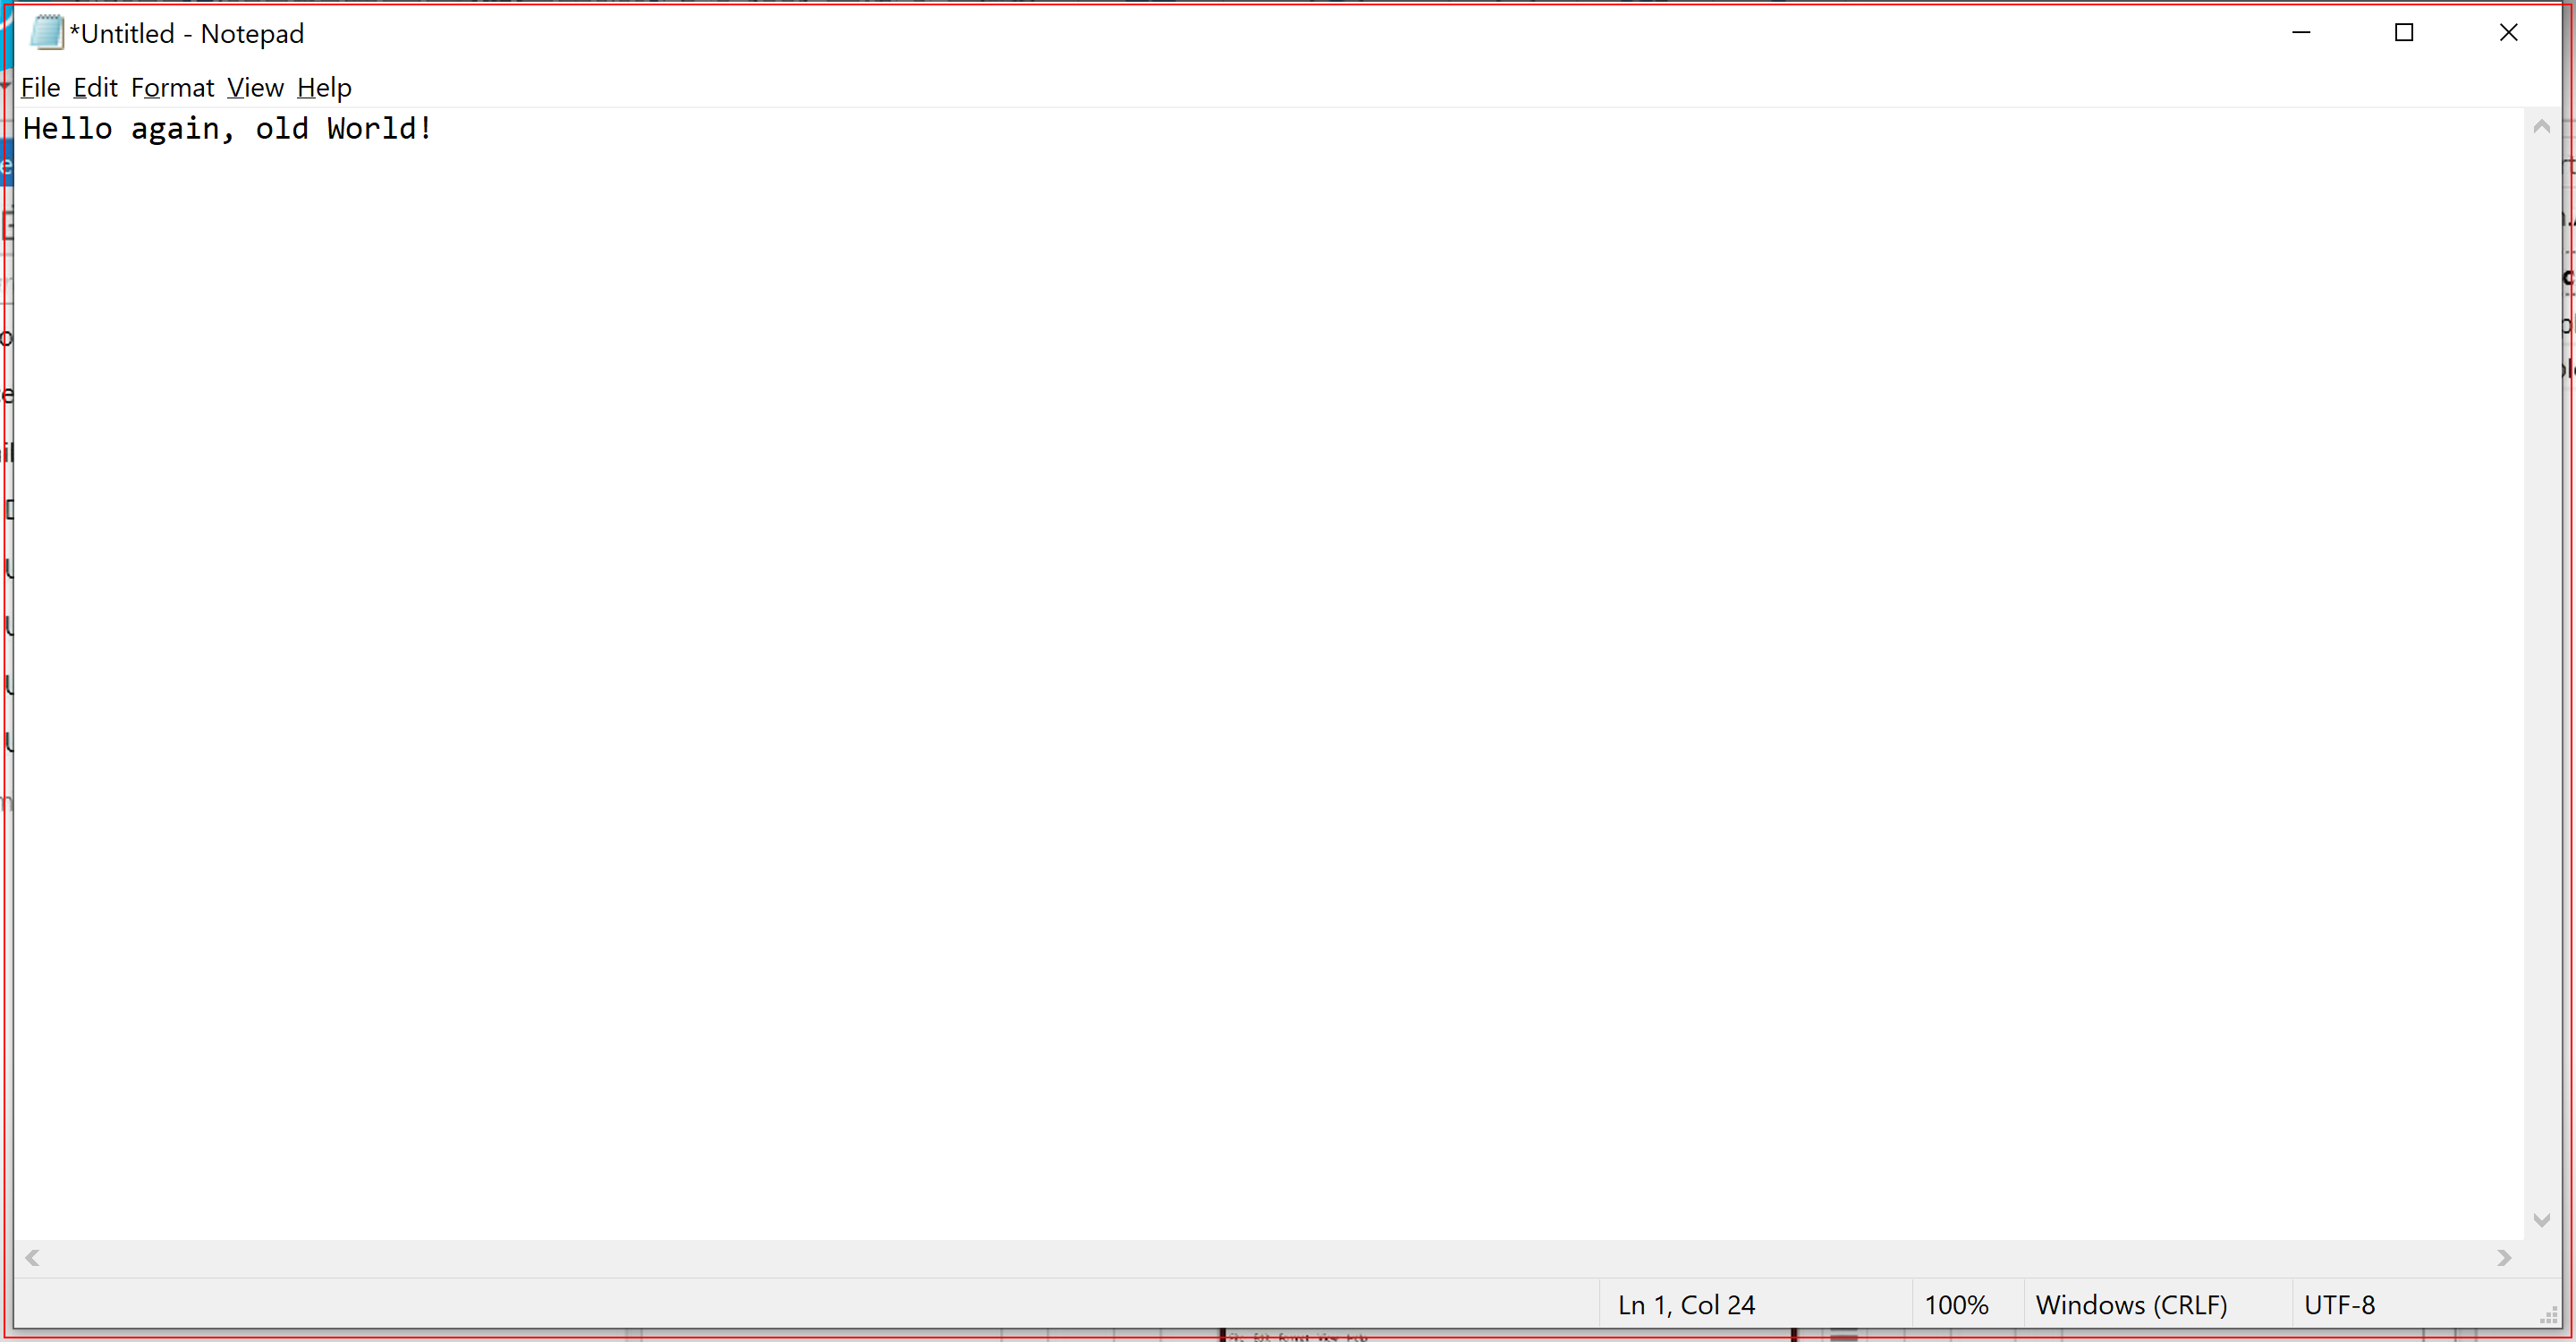 *Untitled - Notepad
File Edit Format View Help
Hello again, old World!
Ln 1, Col 24 100% Windows (CRLF) UTF-8